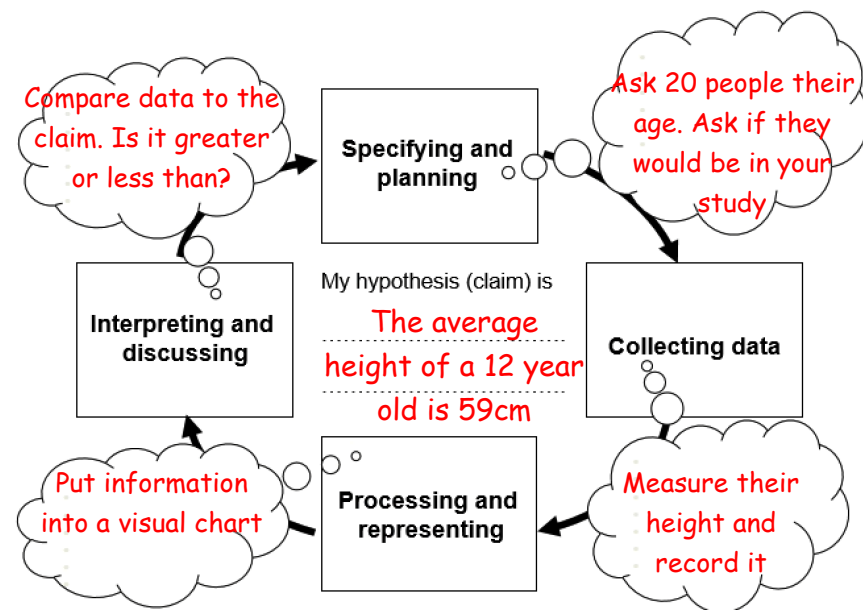 Compare data to the
claim. Is it greater
or less than?
Specifying and
planning
Ask 20 people their
age. Ask if they
would be in your
study
Interpreting and
discussing
My hypothesis (claim) is
The average
height of a 12 year
old is 59cm
Collecting data
Put information
into a visual chart
Processing and
representing
Measure their
height and
record it